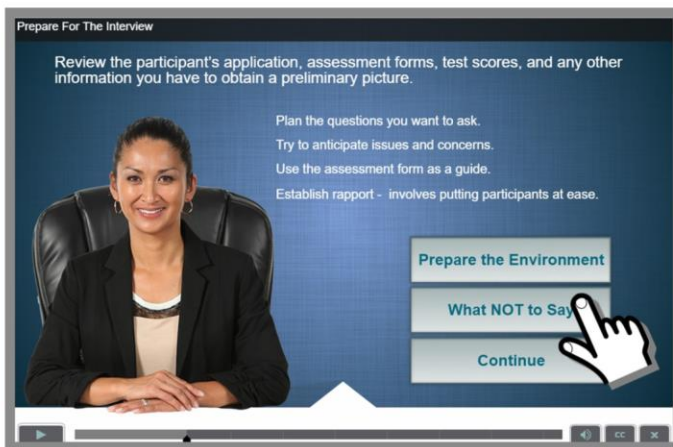 Prepare For The Interview
Review the participant's application, assessment forms, test scores, and any other
information you have to obtain a preliminary picture.
Plan the questions you want to ask.
Try to anticipate issues and concerns.
Use the assessment form as a guide.
Establish rapport - involves putting participants at ease.
Prepare the Environment
What NOT to Say
Continue
CC
x